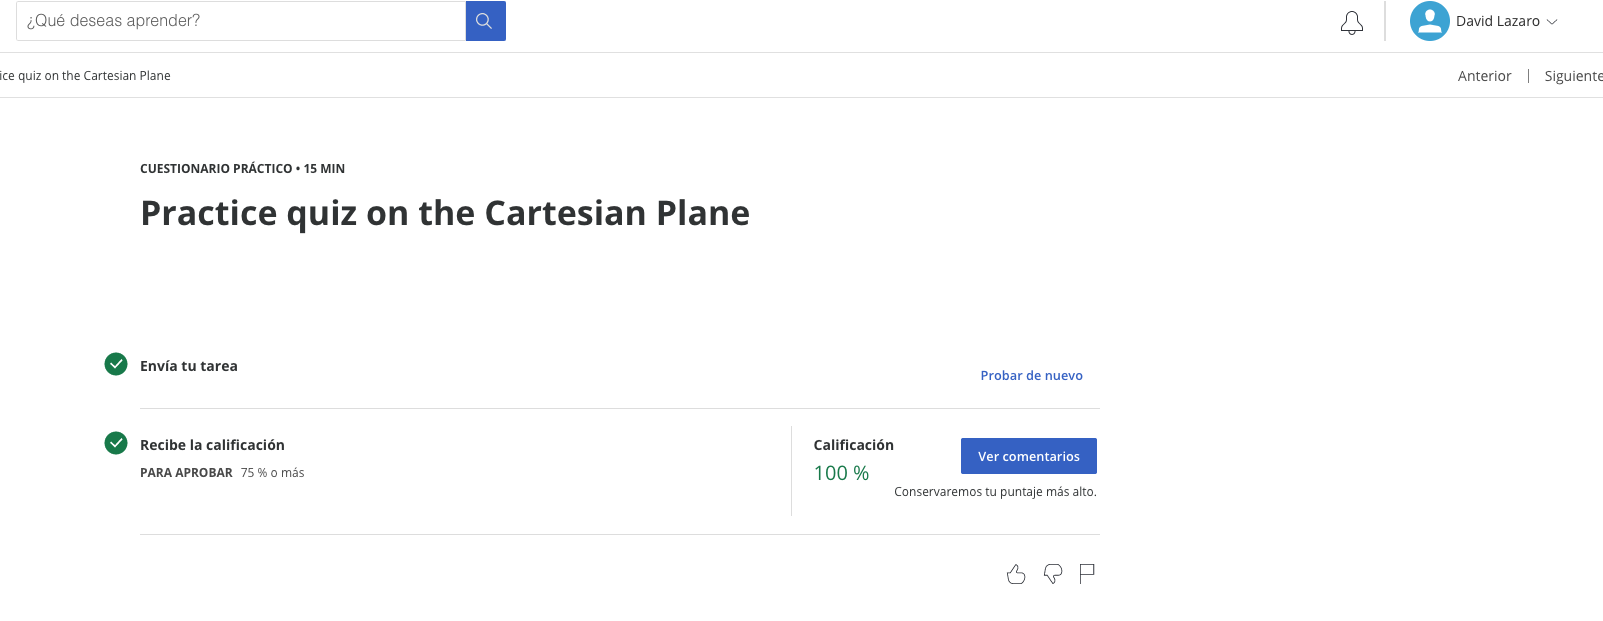 ¿Qué deseas aprender?
David Lazaro
ice quiz on the Cartesian Plane
Anterior | Siguiente
CUESTIONARIO PRÁCTICO • 15 MIN
Practice quiz on the Cartesian Plane
Envía tu tarea
Probar de nuevo
Recibe la calificación
PARA APROBAR 75 % o más
Calificación
100 %
Ver comentarios
Conservaremos tu puntaje más alto.